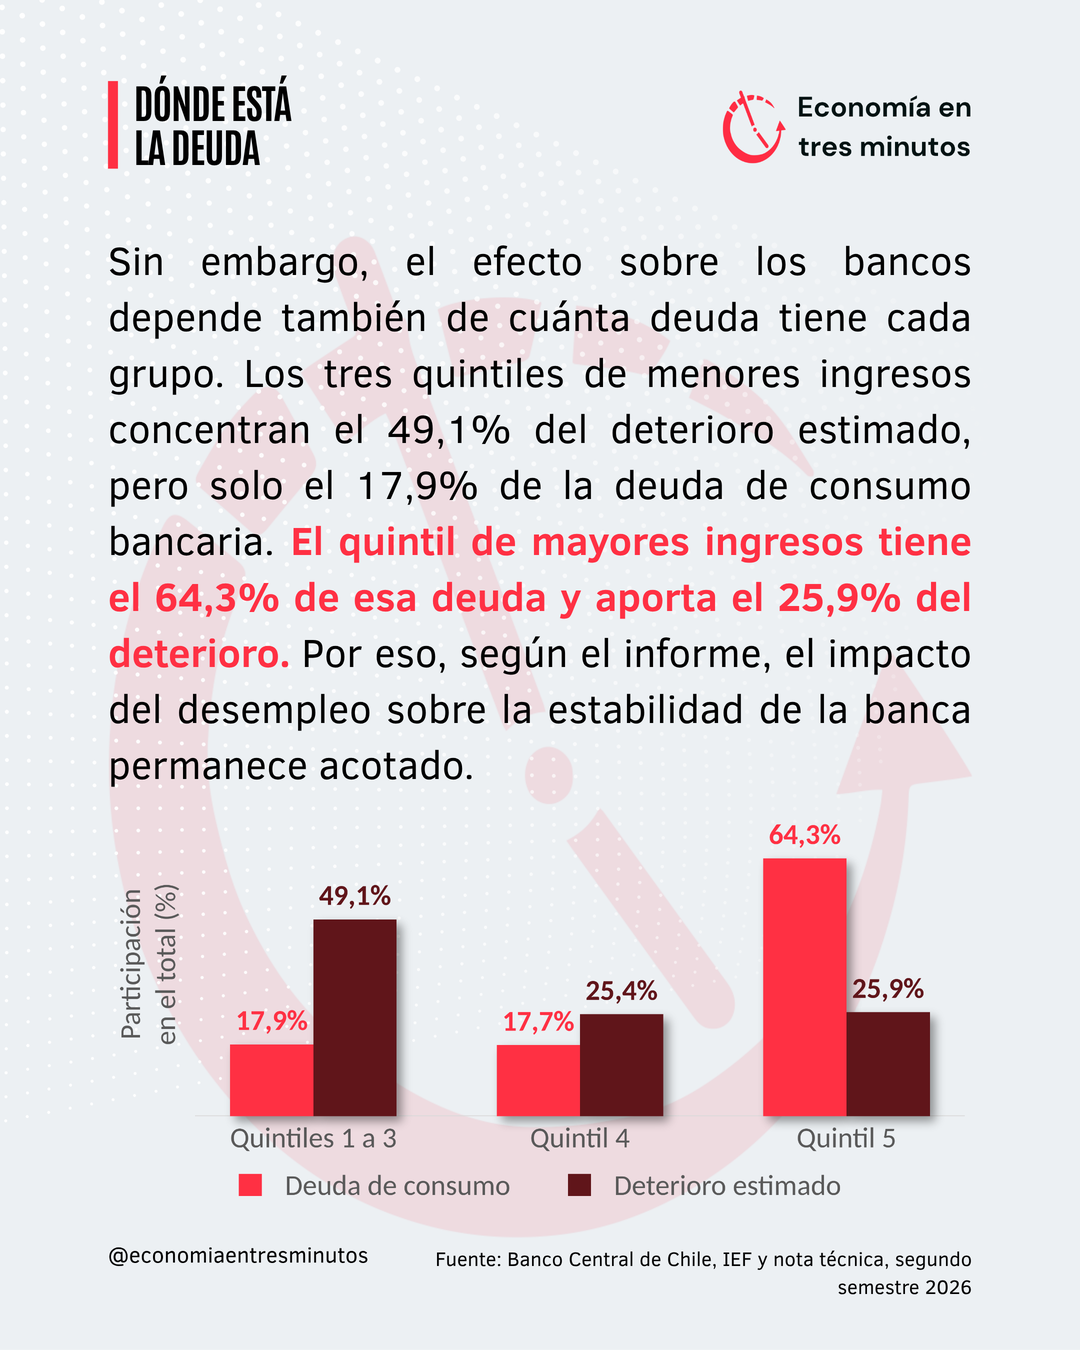 DÓNDE ESTÁ
LA DEUDA
Economía en
tres minutos
Sin embargo, el efecto sobre los bancos
depende también de cuánta deuda tiene cada
grupo. Los tres quintiles de menores ingresos
concentran el 49,1% del deterioro estimado,
pero solo el 17,9% de la deuda de consumo
bancaria. El quintil de mayores ingresos tiene
el 64,3% de esa deuda y aporta el 25,9% del
deterioro. Por eso, según el informe, el impacto
del desempleo sobre la estabilidad de la banca
permanece acotado.
Participación
en el total (%)
17,9%
49,1%
17,7%
25,4%
64,3%
25,9%
Quintiles 1 a 3
Quintil 4
Quintil 5
Deuda de consumo
Deterioro estimado
@economiaentresminutos
Fuente: Banco Central de Chile, IEF y nota técnica, segundo
semestre 2026